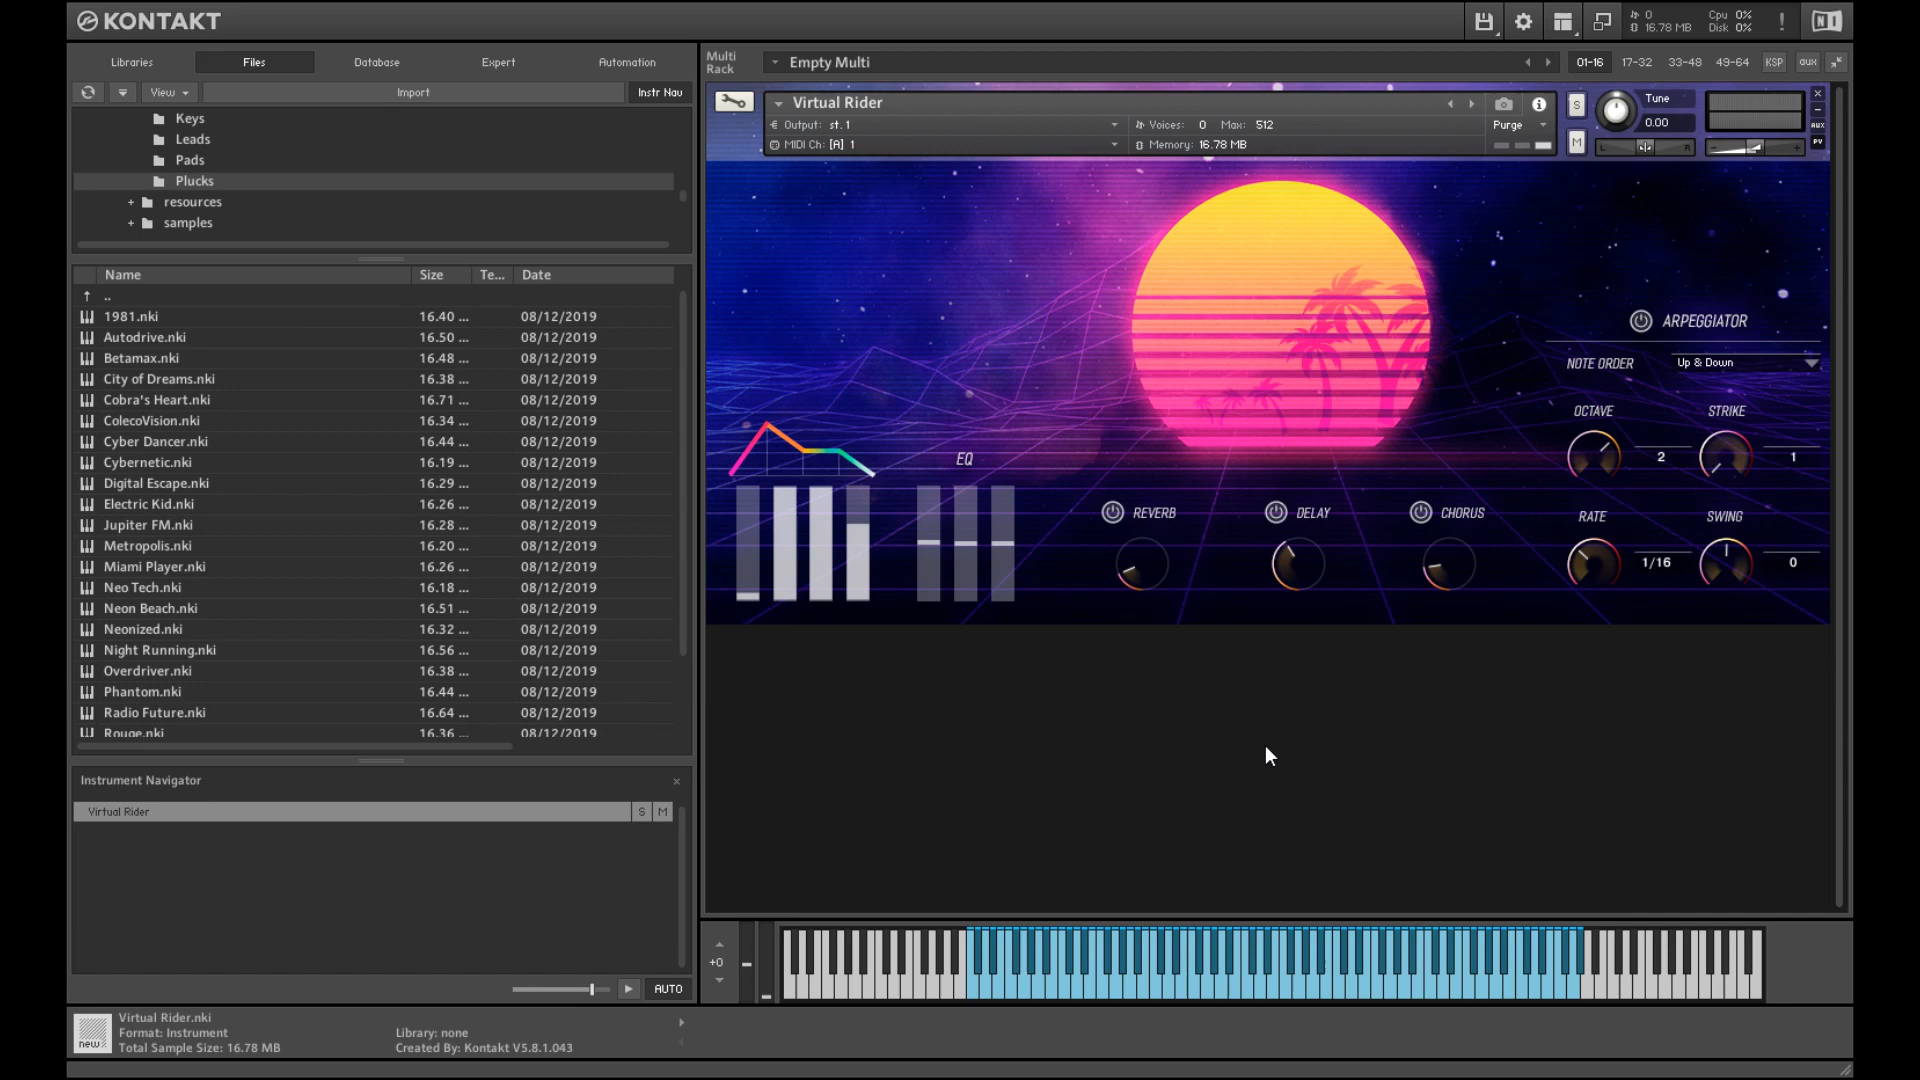 KONTAKT
0
16.78 MB
Cpu 0%
Disk 0%
!
NI
Libraries
Files
Database
Expert
Automation
View
Import
Instr Nav
Keys
Leads
Pads
Plucks
+ resources
+ samples
Name Size Te... Date
..
1981.nki 16.40 ... 08/12/2019
Autodrive.nki 16.50 ... 08/12/2019
Betamax.nki 16.48 ... 08/12/2019
City of Dreams.nki 16.38 ... 08/12/2019
Cobra's Heart.nki 16.71 ... 08/12/2019
ColecoVision.nki 16.34 ... 08/12/2019
Cyber Dancer.nki 16.44 ... 08/12/2019
Cybernetic.nki 16.19 ... 08/12/2019
Digital Escape.nki 16.29 ... 08/12/2019
Electric Kid.nki 16.26 ... 08/12/2019
Jupiter FM.nki 16.28 ... 08/12/2019
Metropolis.nki 16.20 ... 08/12/2019
Miami Player.nki 16.26 ... 08/12/2019
Neo Tech.nki 16.18 ... 08/12/2019
Neon Beach.nki 16.51 ... 08/12/2019
Neonized.nki 16.32 ... 08/12/2019
Night Running.nki 16.56 ... 08/12/2019
Overdriver.nki 16.38 ... 08/12/2019
Phantom.nki 16.44 ... 08/12/2019
Radio Future.nki 16.64 ... 08/12/2019
Rouge.nki 16.36 ... 08/12/2019
Instrument Navigator ×
Virtual Rider S M
AUTO
Multi
Rack
Empty Multi
01-16 17-32 33-48 49-64 KSP aux
Virtual Rider
Output: st.1
Voices: 0 Max: 512
Purge
MIDI Ch: [A] 1
Memory: 16.78 MB
S
M
Tune
0.00
L R
- +
×
-
AUX
PV
ARPEGGIATOR
NOTE ORDER Up & Down
OCTAVE STRIKE
2 1
EQ
REVERB DELAY CHORUS
RATE SWING
1/16 0
+0
new
Virtual Rider.nki
Format: Instrument
Total Sample Size: 16.78 MB
Library: none
Created By: Kontakt V5.8.1.043